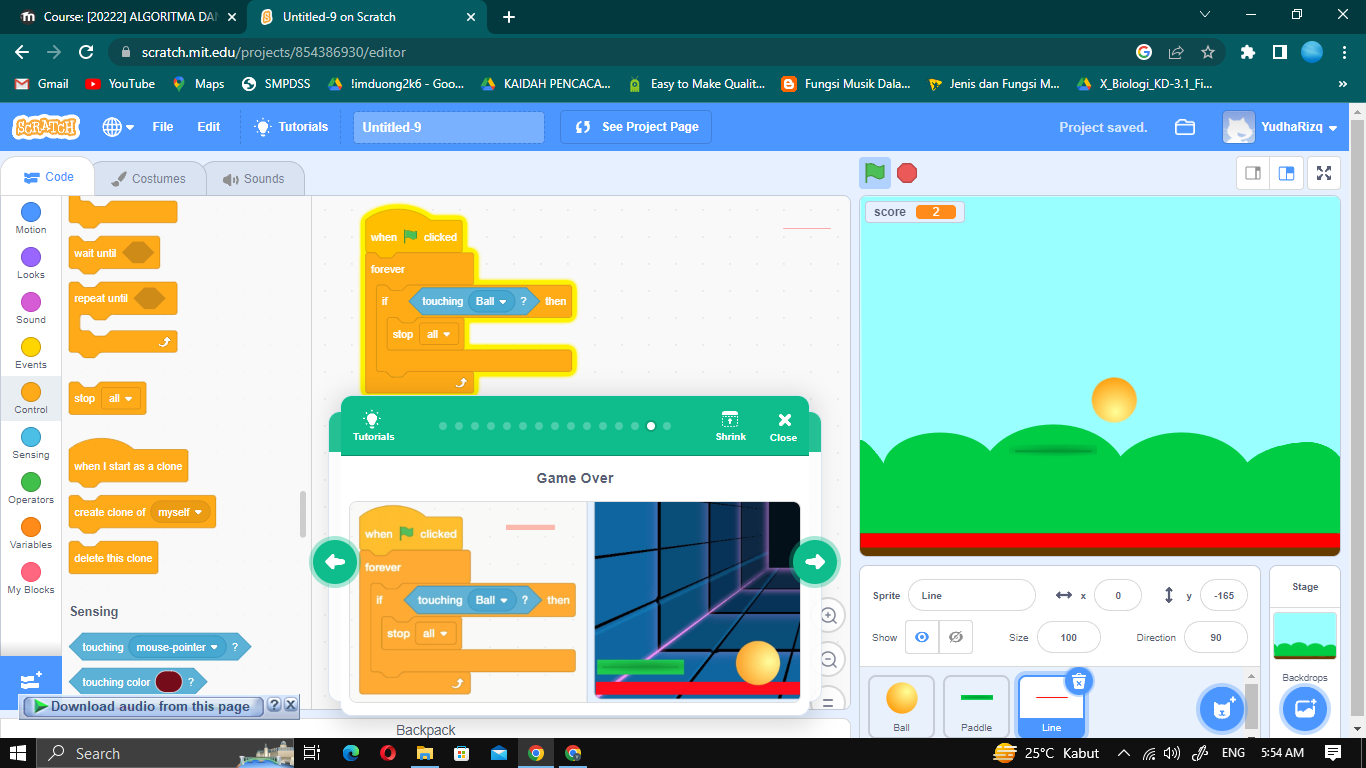 Course: [20222] ALGORITMA DA
Untitled-9 on Scratch
scratch.mit.edu/projects/854386930/editor
Gmail
YouTube
Maps
SMPDSS
!imduong2k6 - Goo...
KAIDAH PENCACA...
Easy to Make Qualit...
Fungsi Musik Dala...
Jenis dan Fungsi M...
X_Biologi_KD-3.1_Fi...
»
SCRATCH
File
Edit
Tutorials
Untitled-9
See Project Page
Project saved.
YudhaRizq
Code
Costumes
Sounds
Motion
Looks
Sound
Events
Control
Sensing
Operators
Variables
My Blocks
wait until
repeat until
stop all
when I start as a clone
create clone of myself
delete this clone
Sensing
touching mouse-pointer ?
touching color ?
Download audio from this page ? X
when clicked
forever
if touching Ball ? then
stop all
Tutorials
Shrink
Close
Game Over
when clicked
forever
if touching Ball ? then
stop all
Backpack
score 2
Sprite Line x 0 y -165
Show Size 100 Direction 90
Ball
Paddle
Line
Stage
Backdrops
Search
25°C Kabut
ENG
5:54 AM